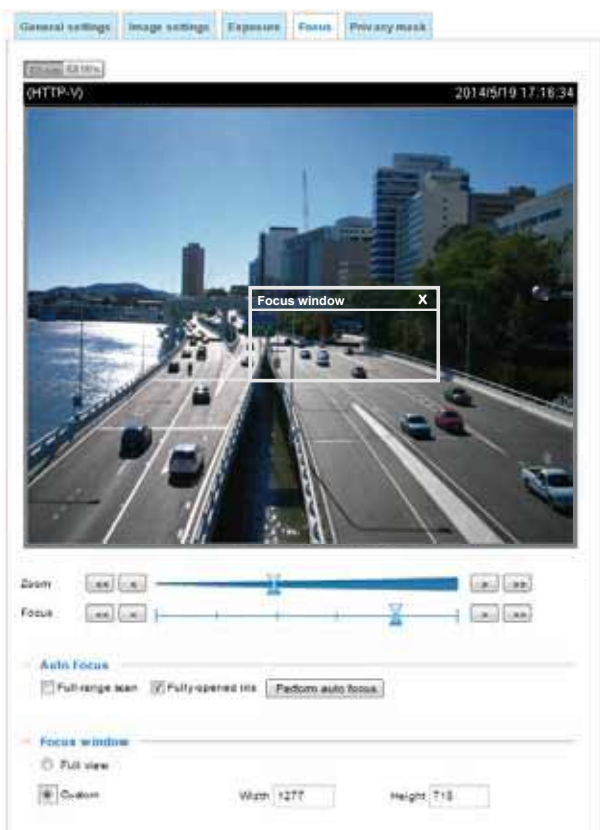 General settings Image settings Exposure Focus Privacy mask
(HTTP-V) 2014/5/19 17:16:34
Focus window X
Zoom << < > >>
Focus << < > >>
Auto Focus
Full-range scan Fully-opened iris Perform auto focus
Focus window
Full view
Custom Width 1277 Height